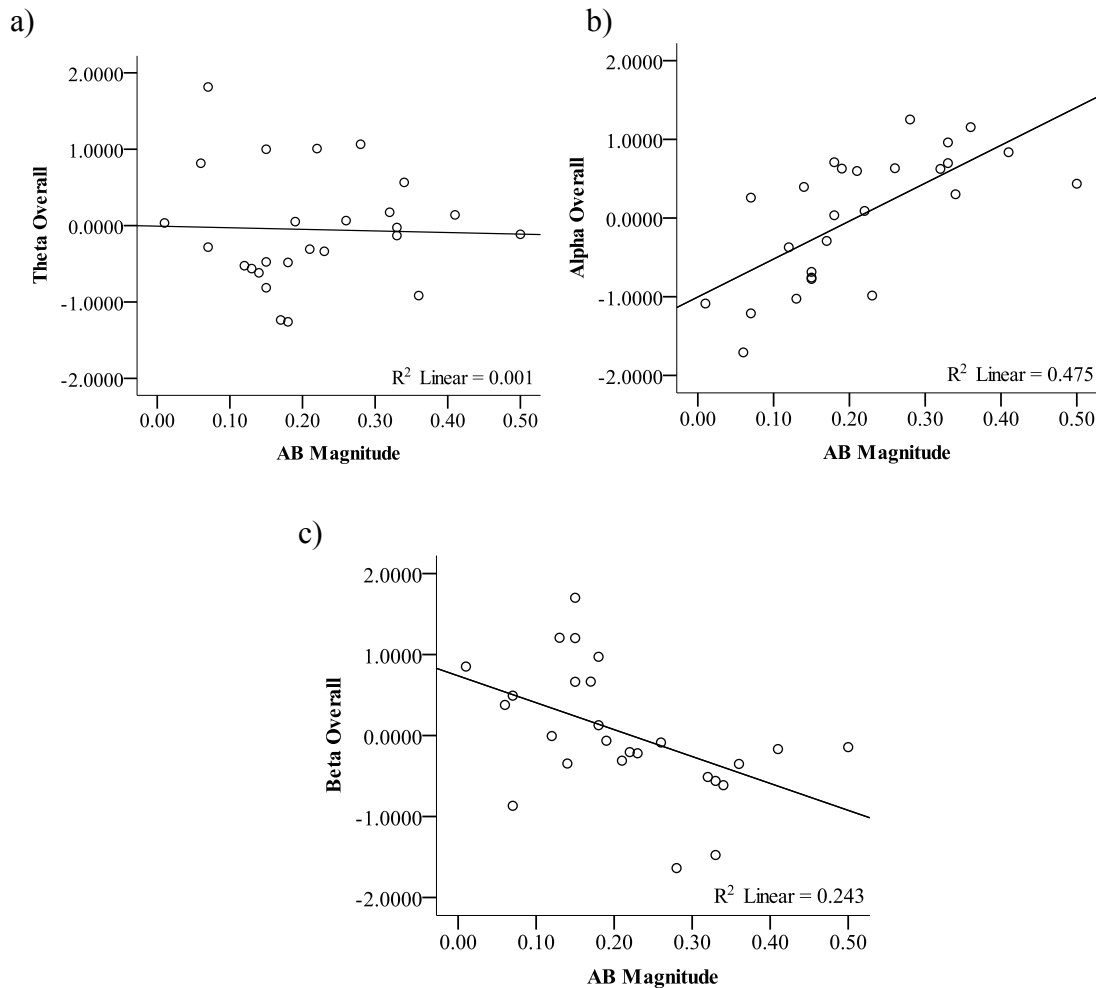 a)
2.0000
1.0000
0.0000
-1.0000
-2.0000
Theta Overall
R² Linear = 0.001
0.00 0.10 0.20 0.30 0.40 0.50
AB Magnitude
b)
2.0000
1.0000
0.0000
-1.0000
-2.0000
Alpha Overall
R² Linear = 0.475
0.00 0.10 0.20 0.30 0.40 0.50
AB Magnitude
c)
2.0000
1.0000
0.0000
-1.0000
-2.0000
Beta Overall
R² Linear = 0.243
0.00 0.10 0.20 0.30 0.40 0.50
AB Magnitude